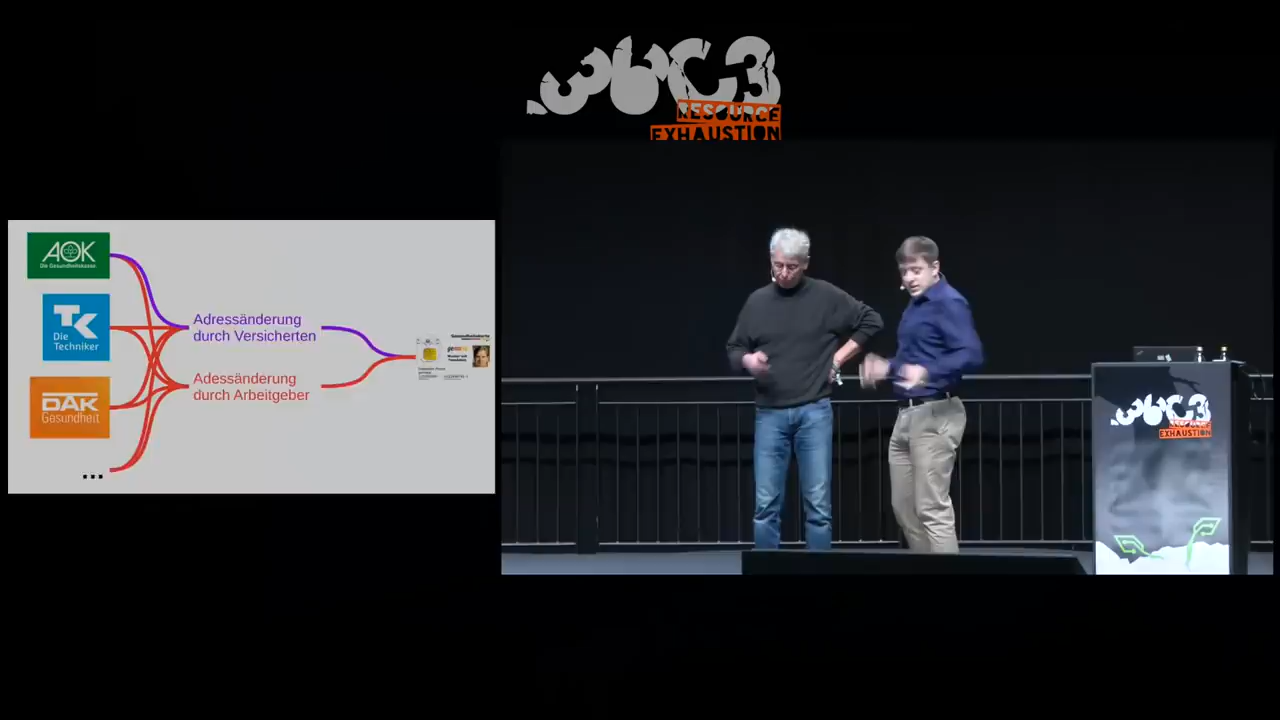 36C3
RESOURCE
EXHAUSTION
AOK
Die Gesundheitskasse.
TK
Die
Techniker
DAK
Gesundheit
...
Adressänderung
durch Versicherten
Adessänderung
durch Arbeitgeber
Gesundheitskarte
36C3
RESOURCE
EXHAUSTION